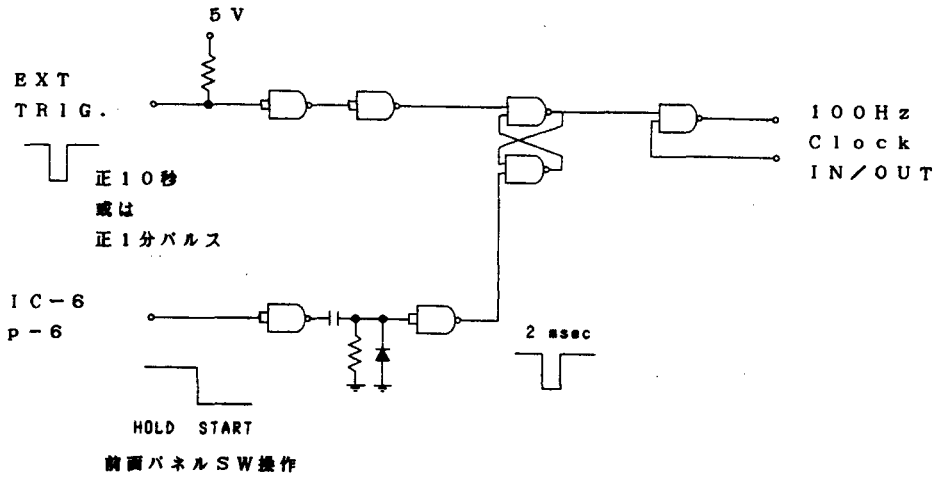 5V
EXT
TRIG.
正10秒
或は
正1分パルス
100Hz
Clock
IN/OUT
IC-6
p-6
2 msec
HOLD START
前面パネルSW操作